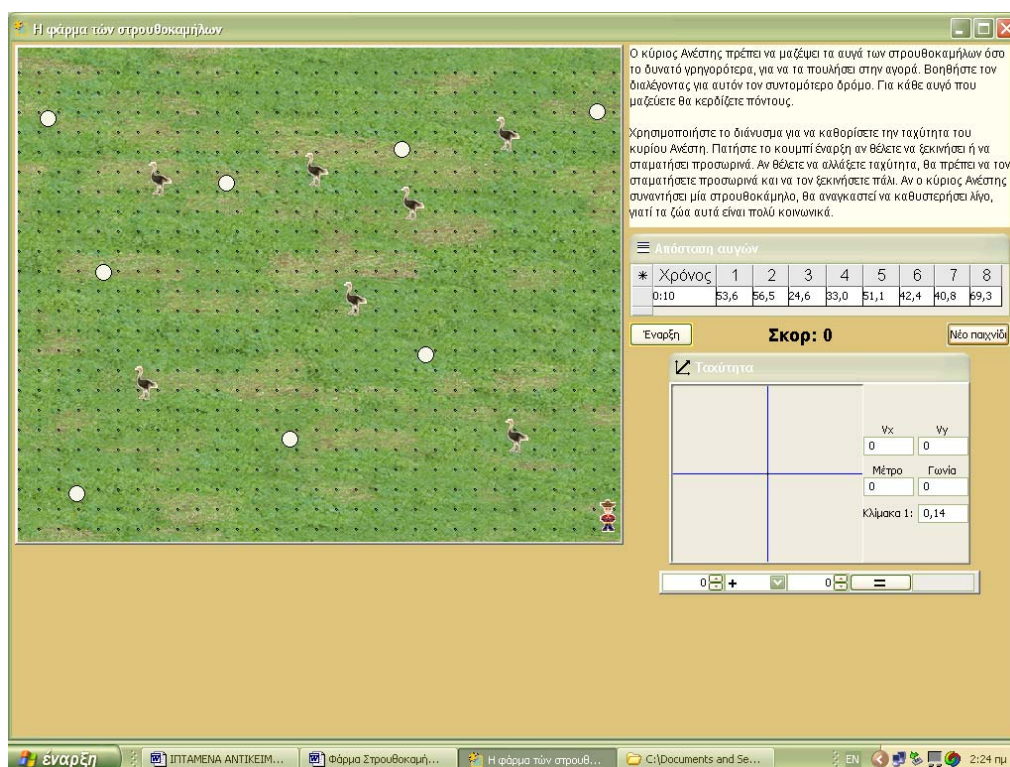 Η φάρμα τών στρουθοκαμήλων
Ο κύριος Ανέστης πρέπει να μαζέψει τα αυγά των στρουθοκαμήλων όσο
το δυνατό γρηγορότερα, για να τα πουλήσει στην αγορά. Βοηθήστε τον
διαλέγοντας για αυτόν τον συντομότερο δρόμο. Για κάθε αυγό που
μαζεύετε θα κερδίζετε πόντους.
Χρησιμοποιήστε το διάνυσμα για να καθορίσετε την ταχύτητα του
κυρίου Ανέστη. Πατήστε το κουμπί έναρξη αν θέλετε να ξεκινήσει ή να
σταματήσει προσωρινά. Αν θέλετε να αλλάξετε ταχύτητα, θα πρέπει να τον
σταματήσετε προσωρινά και να τον ξεκινήσετε πάλι. Αν ο κύριος Ανέστης
συναντήσει μία στρουθοκάμηλο, θα αναγκαστεί να καθυστερήσει λίγο,
γιατί τα ζώα αυτά είναι πολύ κοινωνικά.
Απόσταση αυγών
* Χρόνος 1 2 3 4 5 6 7 8
0:10 53,6 56,5 24,6 33,0 51,1 42,4 40,8 69,3
Έναρξη Σκορ: 0 Νέο παιχνίδι
Ταχύτητα
Vx Vy
0 0
Μέτρο Γωνία
0 0
Κλίμακα 1: 0,14
0 + 0 =
έναρξη ΙΠΤΑΜΕΝΑ ΑΝΤΙΚΕΙΜ... Φάρμα Στρουθοκαμή... Η φάρμα τών στρουθ... C:\Documents and Se... EN 2:24 πμ